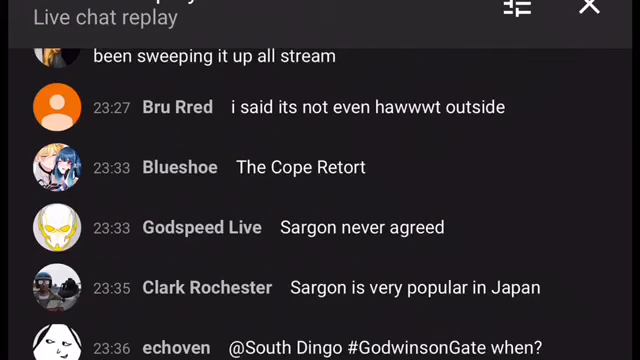 Live chat replay
been sweeping it up all stream
23:27 Bru Rred i said its not even hawwwt outside
23:33 Blueshoe The Cope Retort
23:33 Godspeed Live Sargon never agreed
23:35 Clark Rochester Sargon is very popular in Japan
23:36 echoven @South Dingo #GodwinsonGate when?